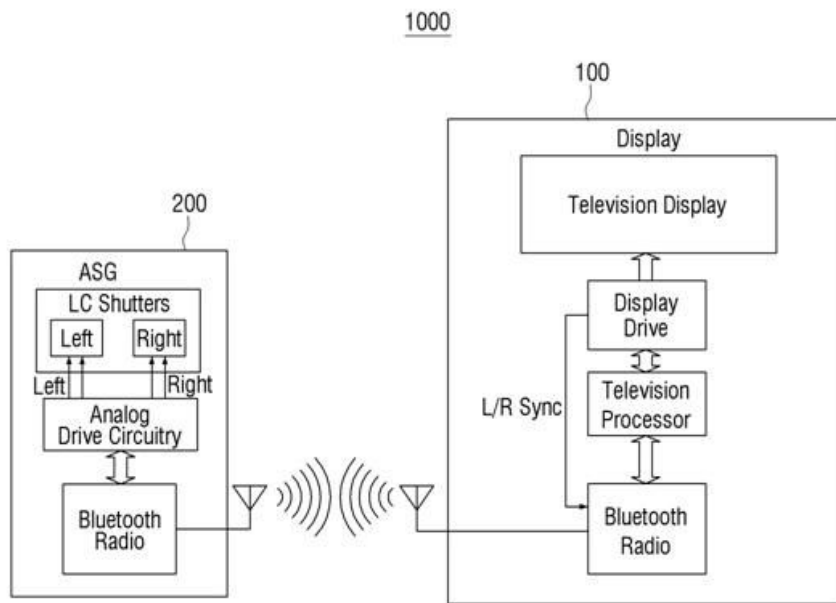 1000
100
Display
Television Display
200
ASG
LC Shutters
Left
Right
Left
Right
Analog
Drive Circuitry
Bluetooth
Radio
Display
Drive
L/R Sync
Television
Processor
Bluetooth
Radio